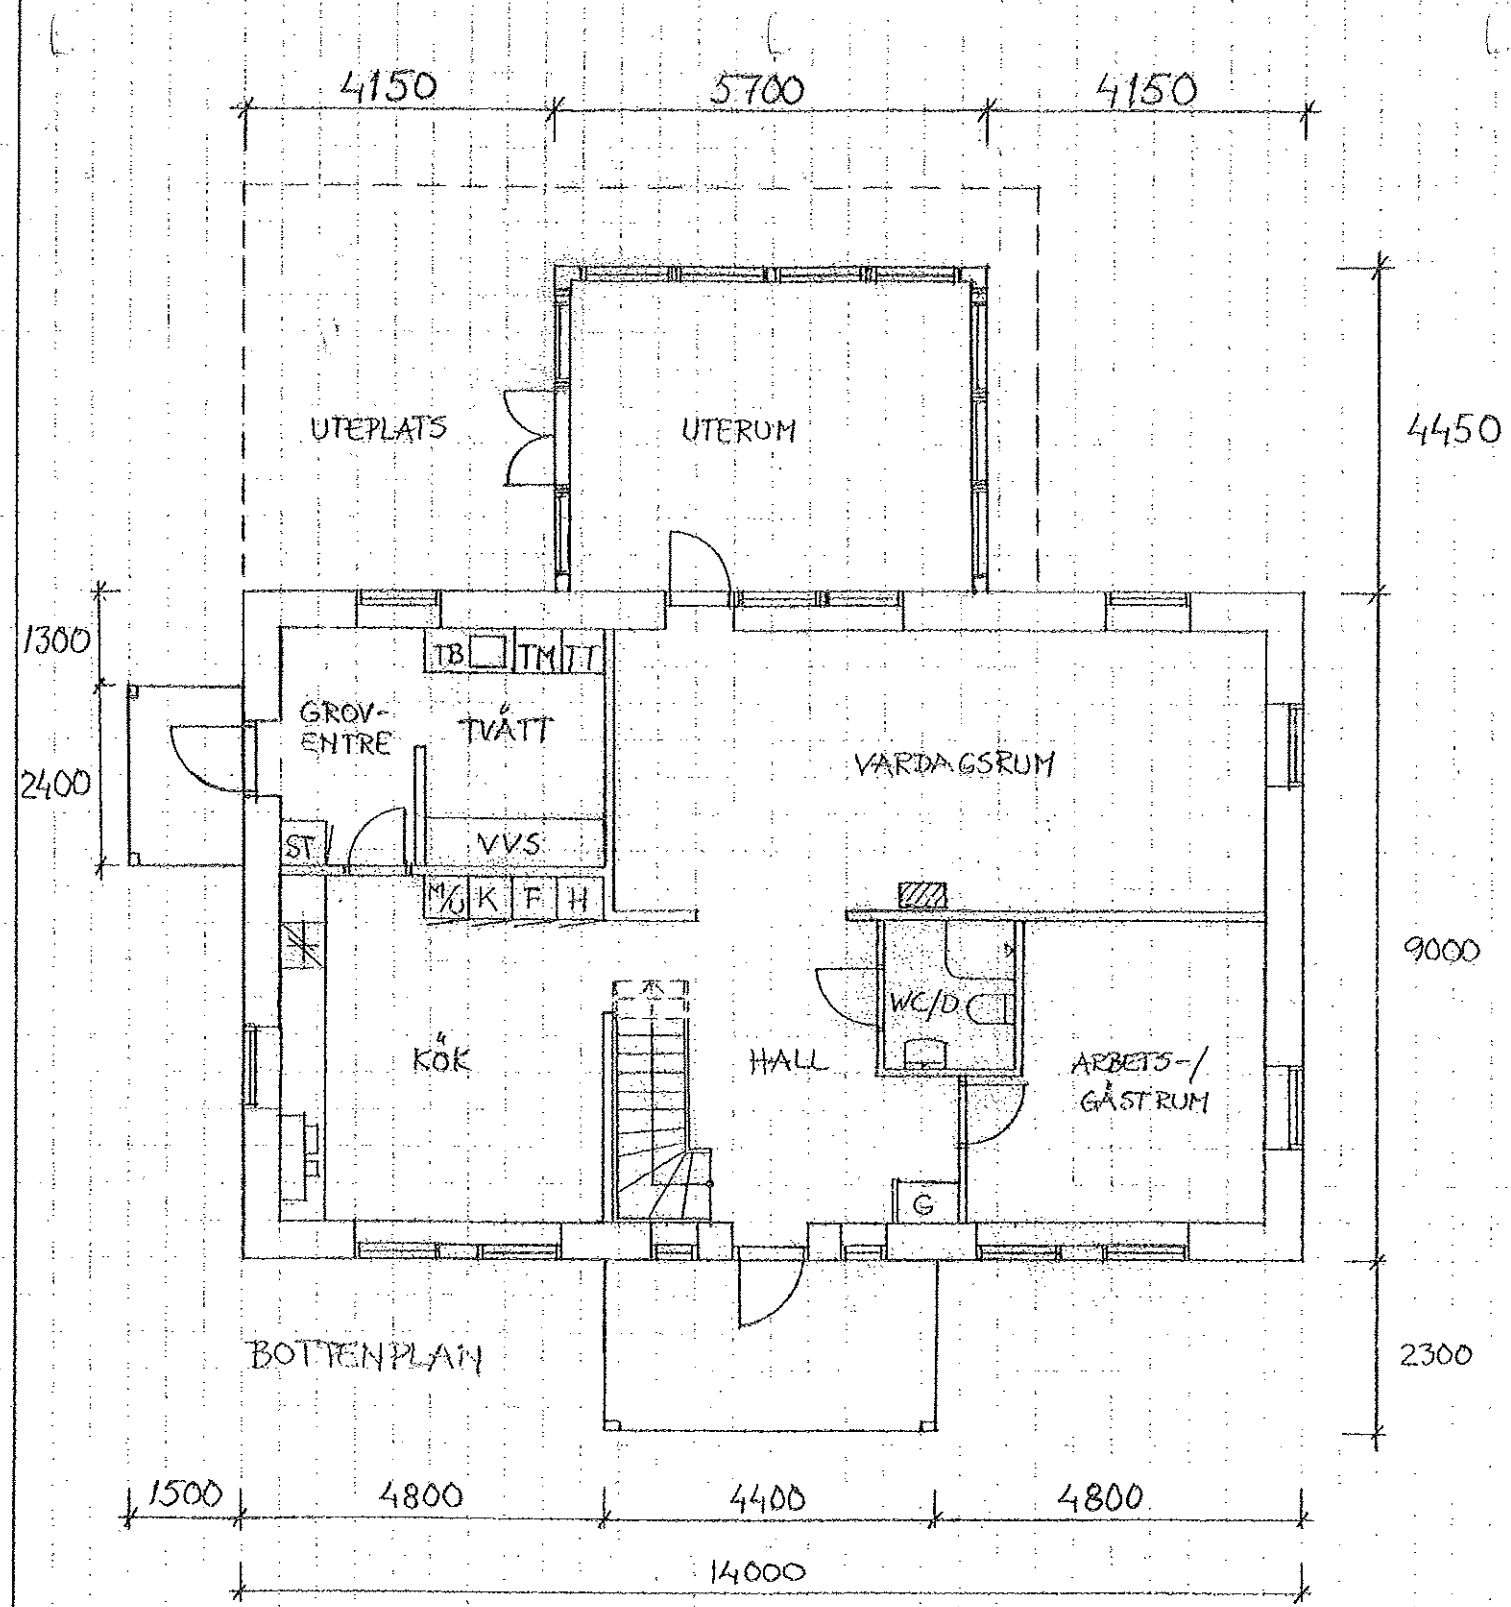 4150
5700
4150
UTEPLATS
UTERUM
4450
1300
TB
TM
TT
GROV-
ENTRE
TVÅTT
2400
VARDAGSRUM
ST
VVS
M/U
K
F
H
9000
WC/D
KÖK
HALL
ARBETS-/
GÄSTRUM
G
BOTTENPLAN
2300
1500
4800
4400
4800
14000